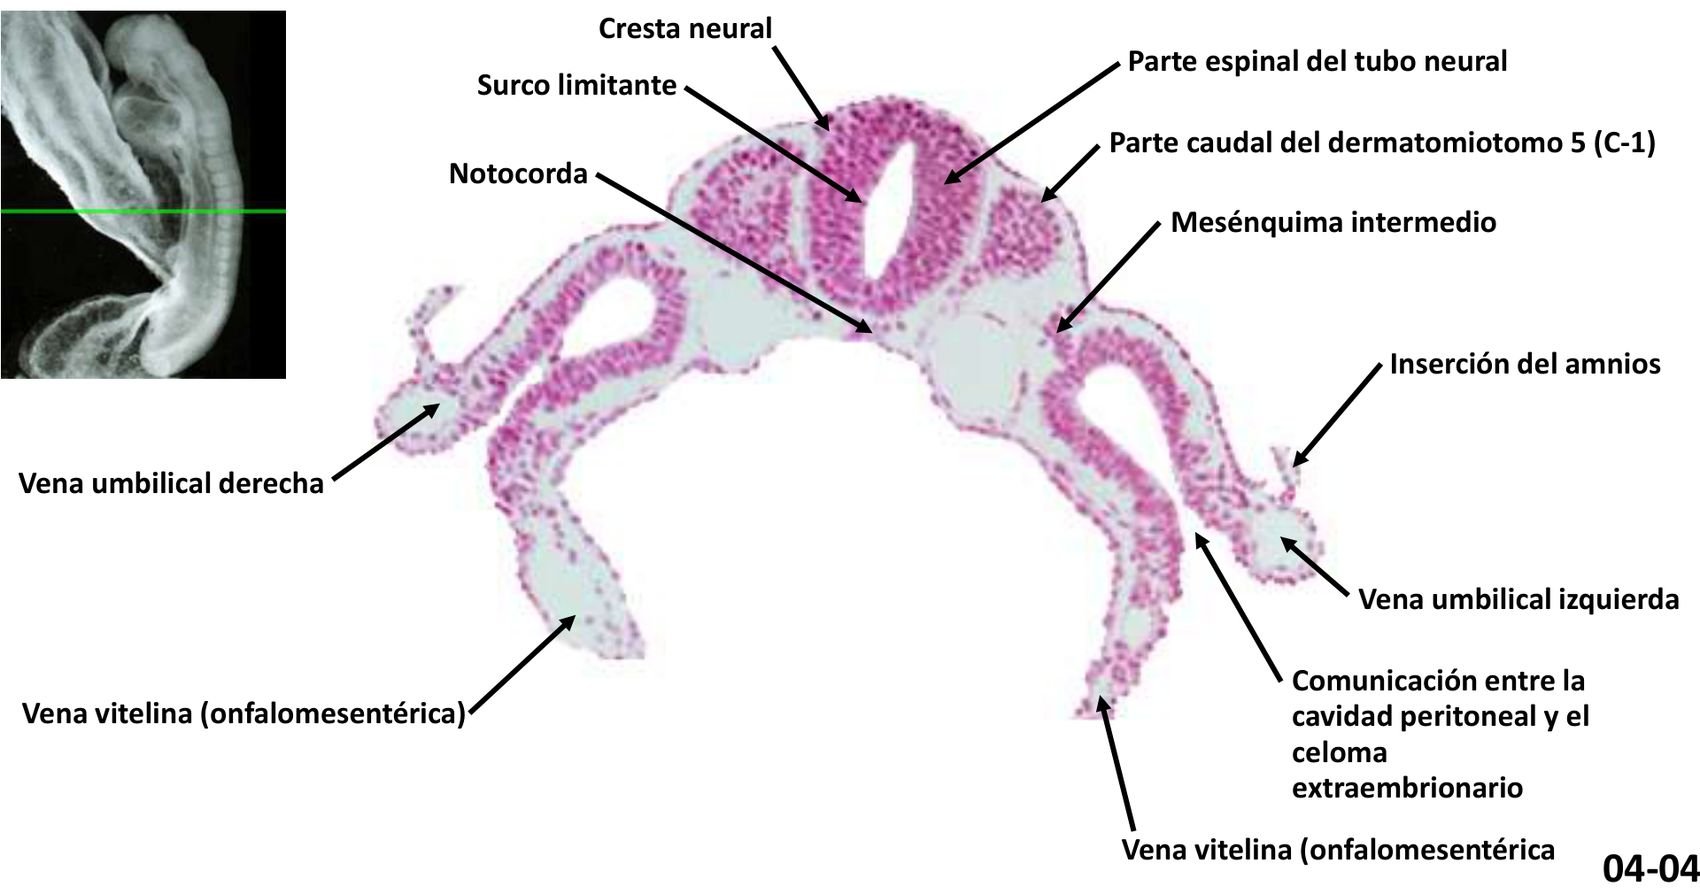 Cresta neural
Surco limitante
Parte espinal del tubo neural
Parte caudal del dermatomiotomo 5 (C-1)
Notocorda
Mesénquima intermedio
Inserción del amnios
Vena umbilical derecha
Vena umbilical izquierda
Vena vitelina (onfalomesentérica)
Comunicación entre la
cavidad peritoneal y el
celoma
extraembrionario
Vena vitelina (onfalomesentérica
04-04